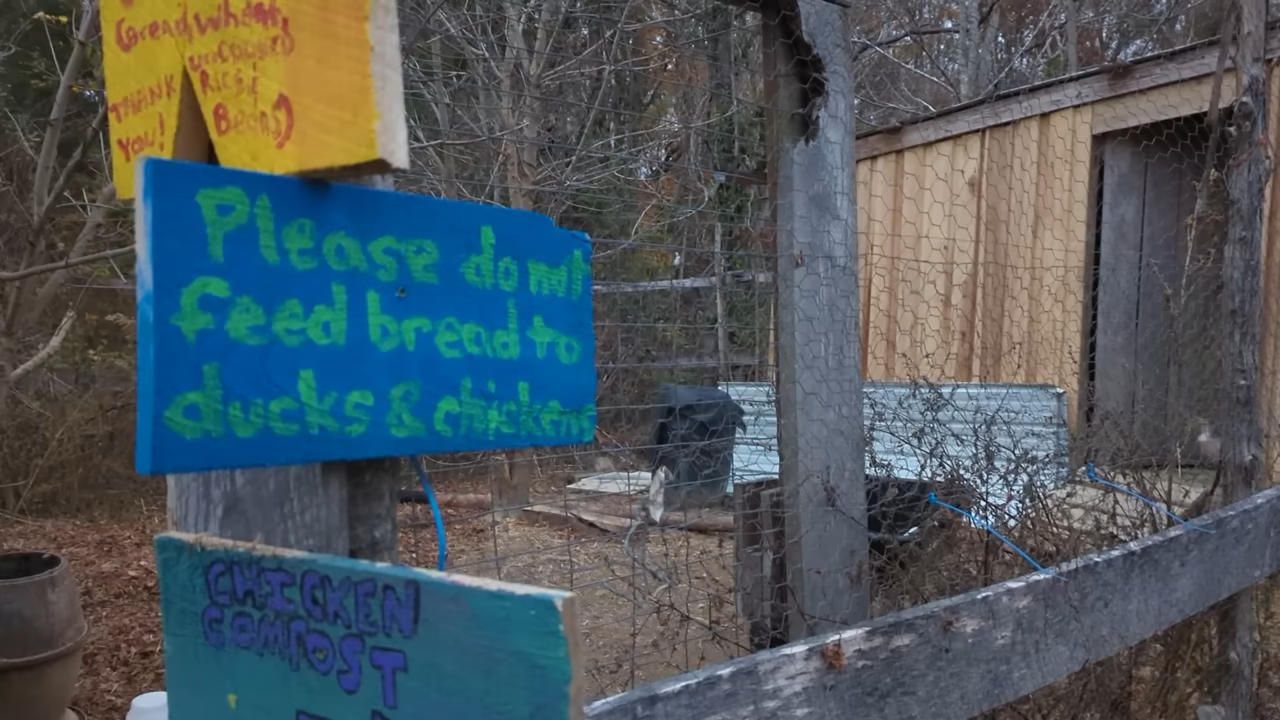 (bread, wheat,
uncooked
THANK RICE &
YOU! Beans)
Please do not
feed bread to
ducks & chickens
CHICKEN
COMPOST